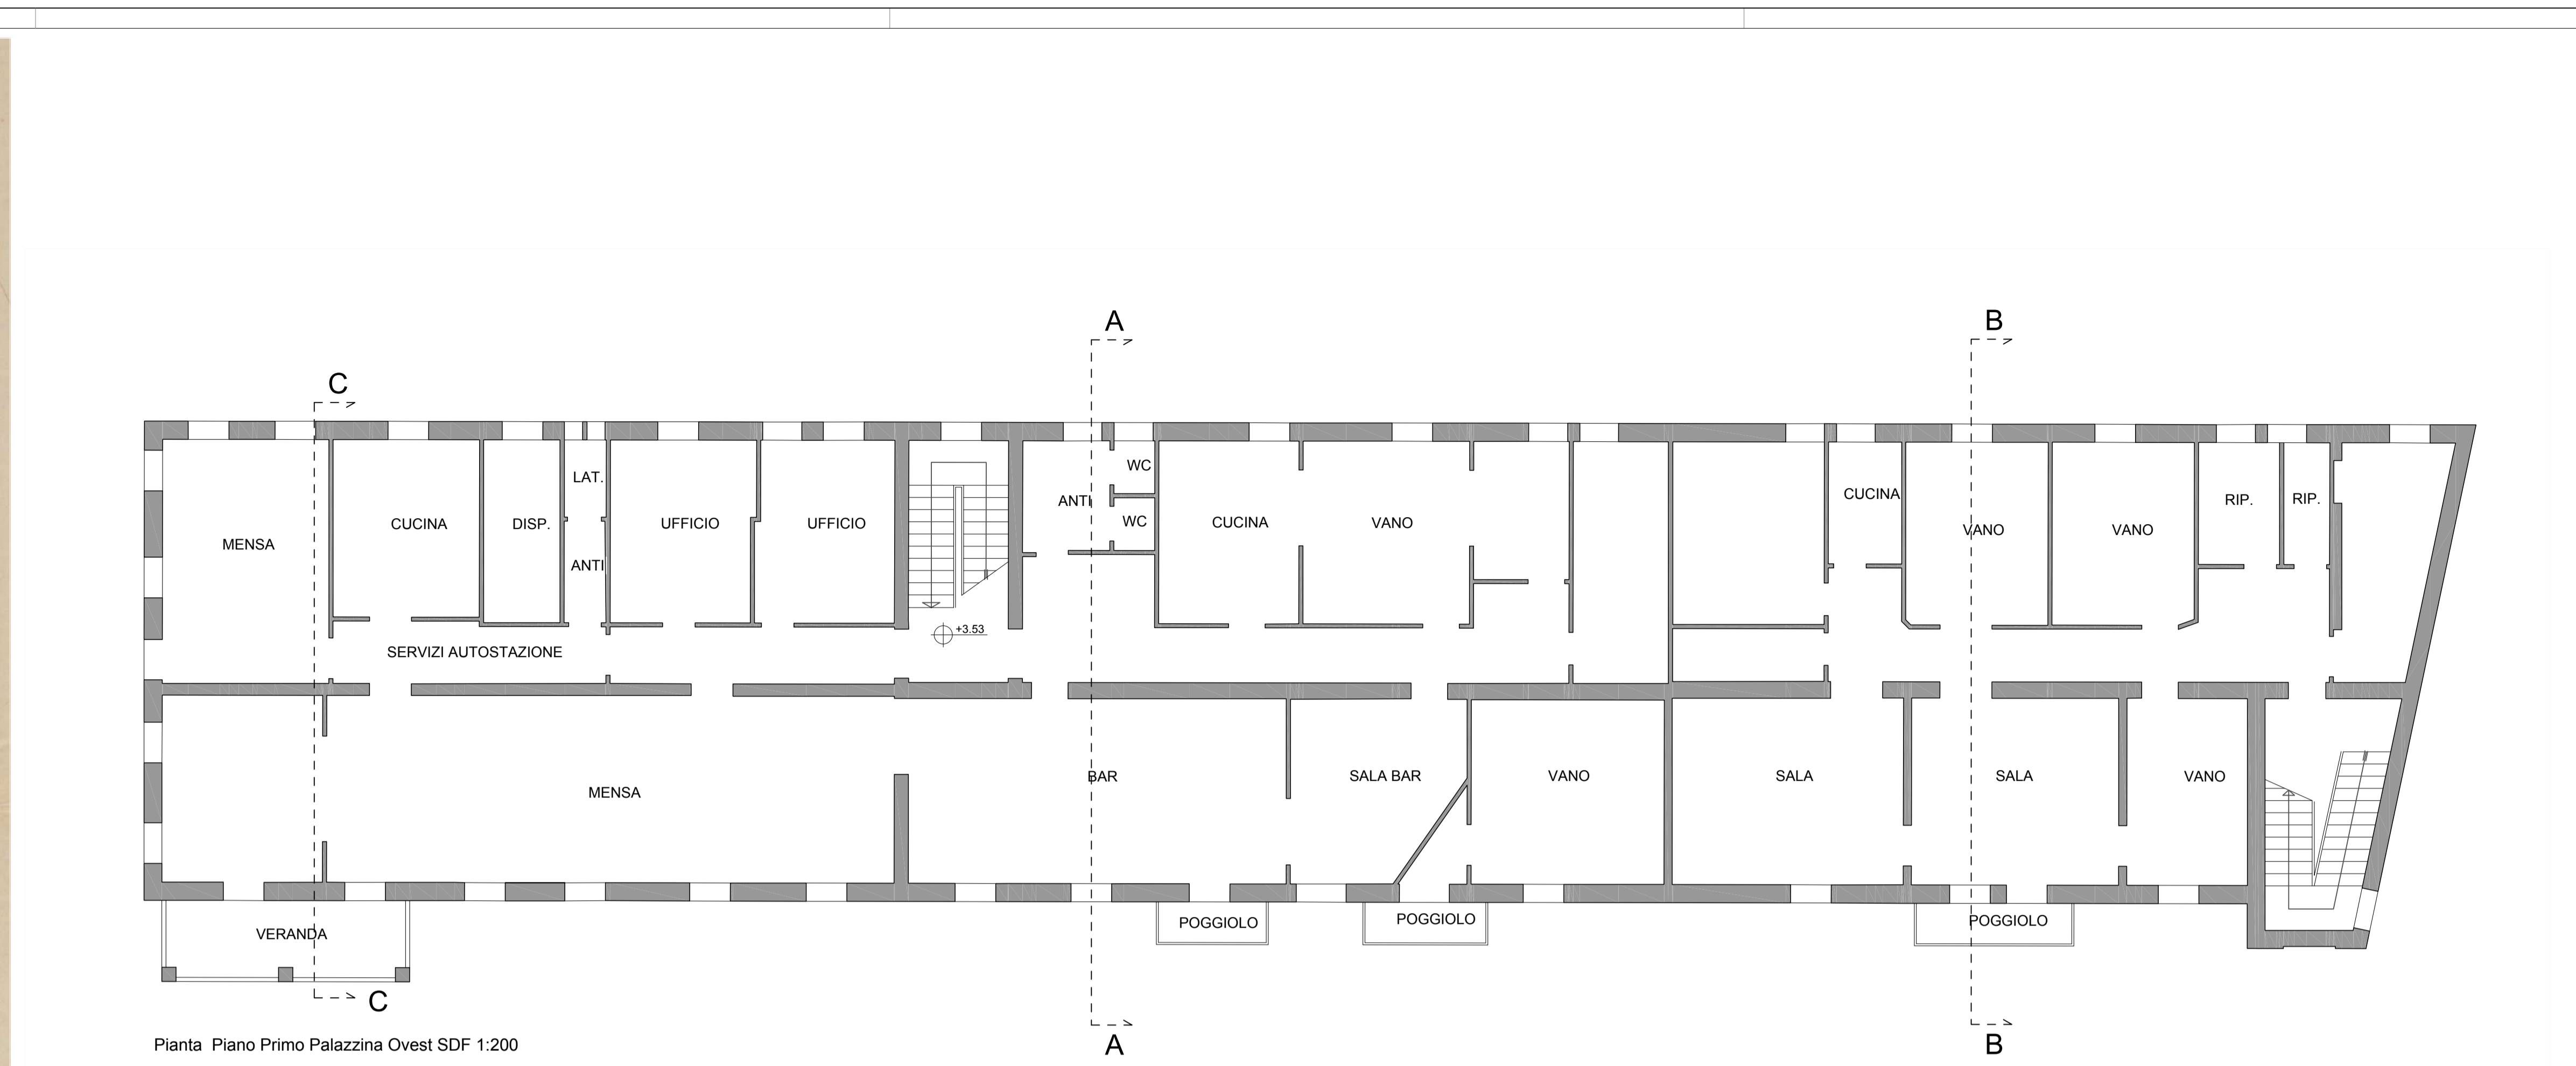 A
B
C
WC
LAT.
CUCINA
RIP.
RIP.
ANTI
WC
CUCINA
VANO
CUCINA
DISP.
UFFICIO
UFFICIO
VANO
VANO
MENSA
ANTI
+3.53
SERVIZI AUTOSTAZIONE
BAR
SALA BAR
VANO
SALA
SALA
VANO
MENSA
POGGIOLO
POGGIOLO
POGGIOLO
VERANDA
C
A
B
Pianta Piano Primo Palazzina Ovest SDF 1:200